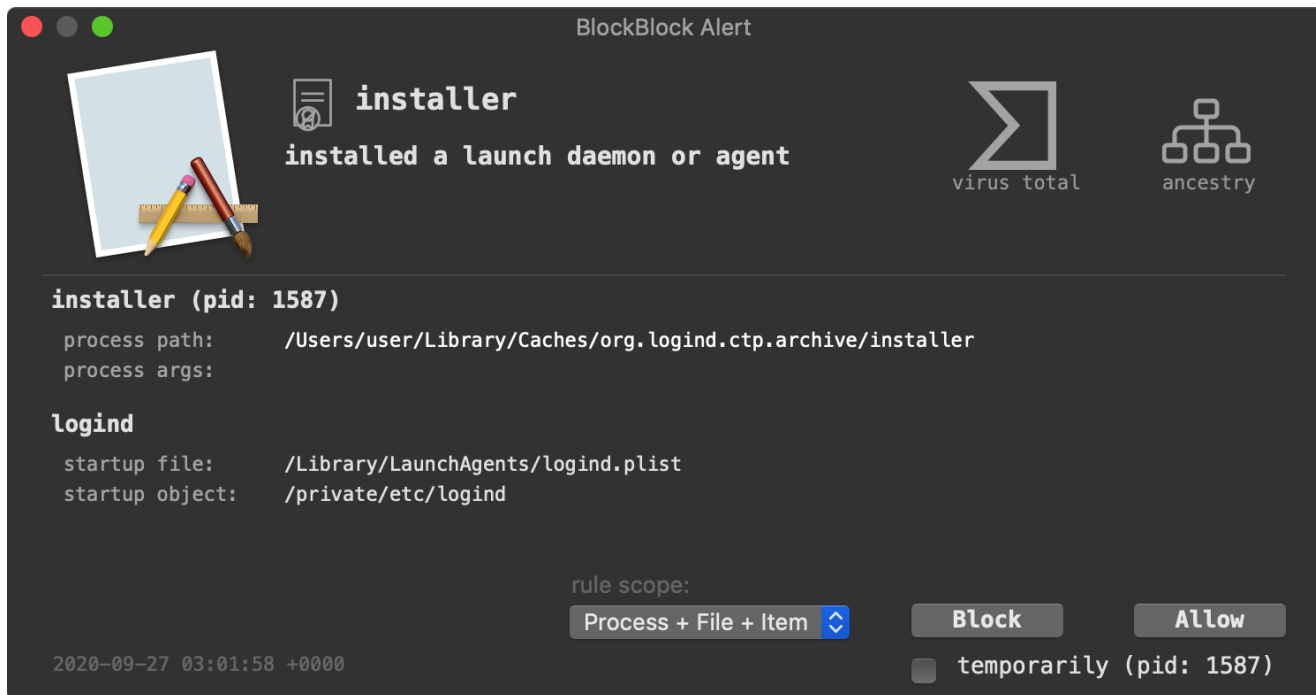 BlockBlock Alert
installer
installed a launch daemon or agent
virus total
ancestry
installer (pid: 1587)
process path: /Users/user/Library/Caches/org.logind.ctp.archive/installer
process args:
logind
startup file: /Library/LaunchAgents/logind.plist
startup object: /private/etc/logind
rule scope:
Process + File + Item
Block
Allow
2020-09-27 03:01:58 +0000
temporarily (pid: 1587)